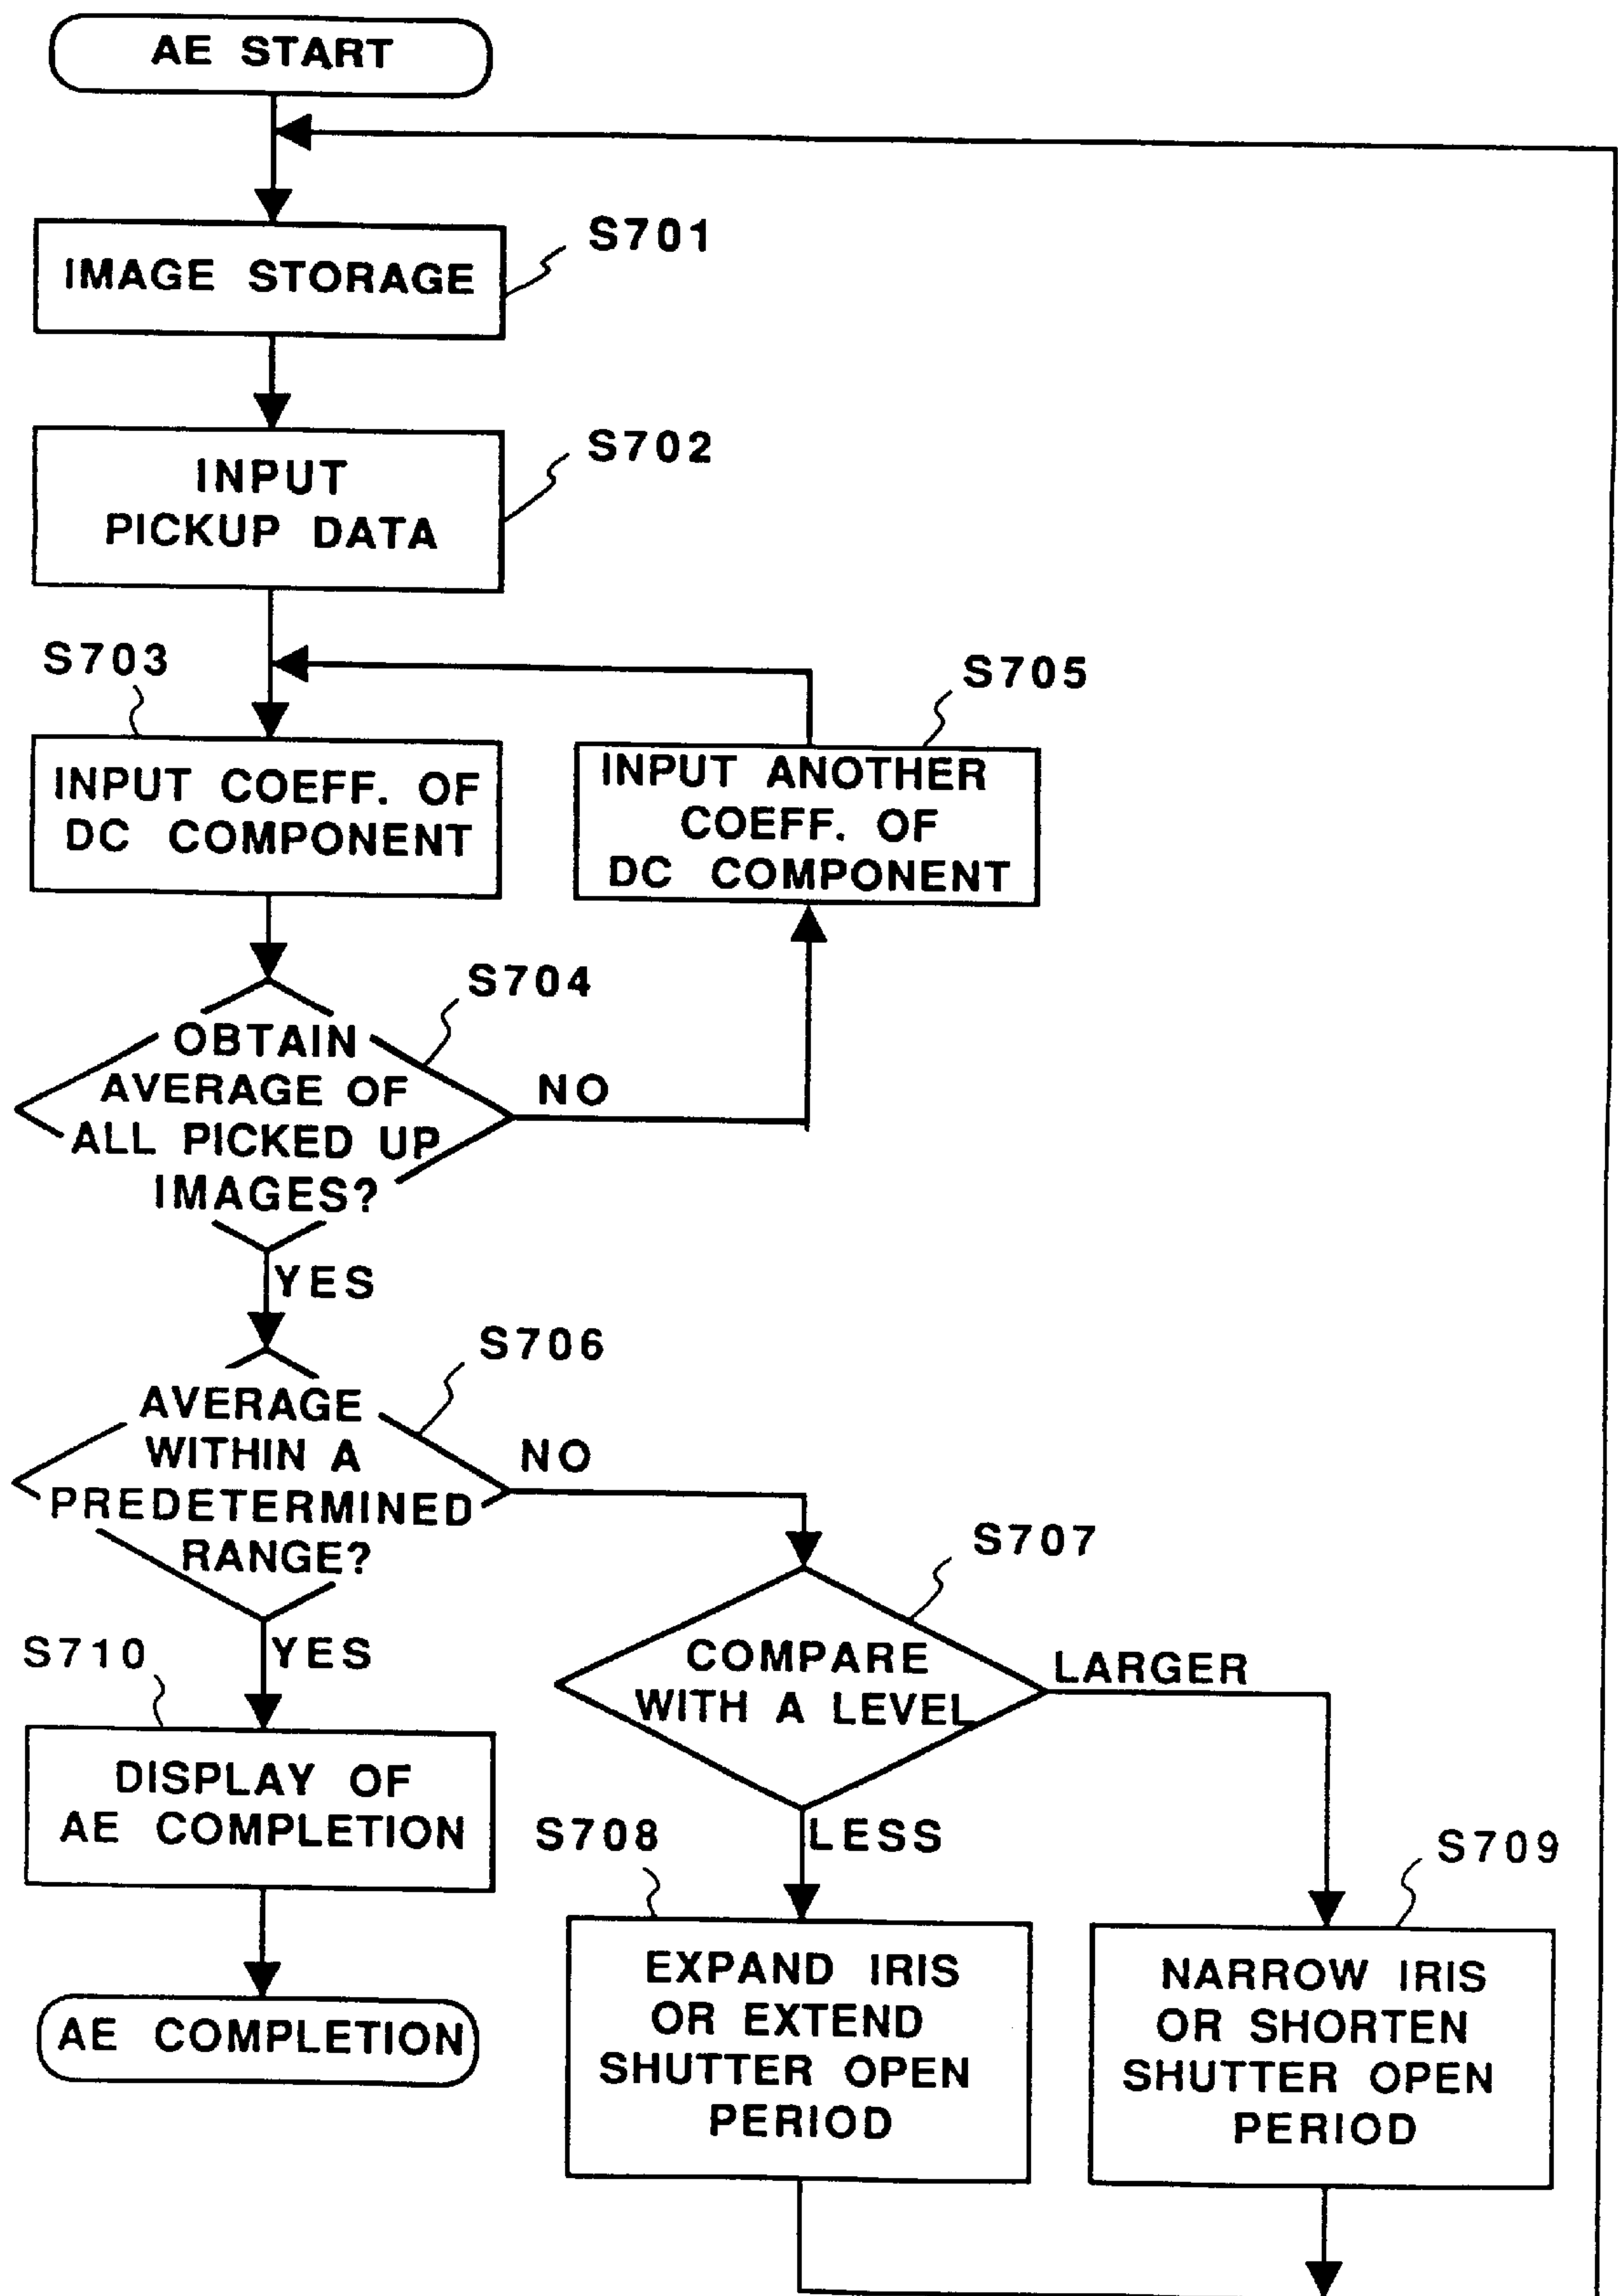 AE START
S701
IMAGE STORAGE
S702
INPUT
PICKUP DATA
S703
INPUT COEFF. OF
DC COMPONENT
S705
INPUT ANOTHER
COEFF. OF
DC COMPONENT
S704
OBTAIN
AVERAGE OF
ALL PICKED UP
IMAGES?
NO
YES
S706
AVERAGE
WITHIN A
PREDETERMINED
RANGE?
NO
YES
S707
COMPARE
WITH A LEVEL
LARGER
LESS
S710
DISPLAY OF
AE COMPLETION
AE COMPLETION
S708
EXPAND IRIS
OR EXTEND
SHUTTER OPEN
PERIOD
S709
NARROW IRIS
OR SHORTEN
SHUTTER OPEN
PERIOD